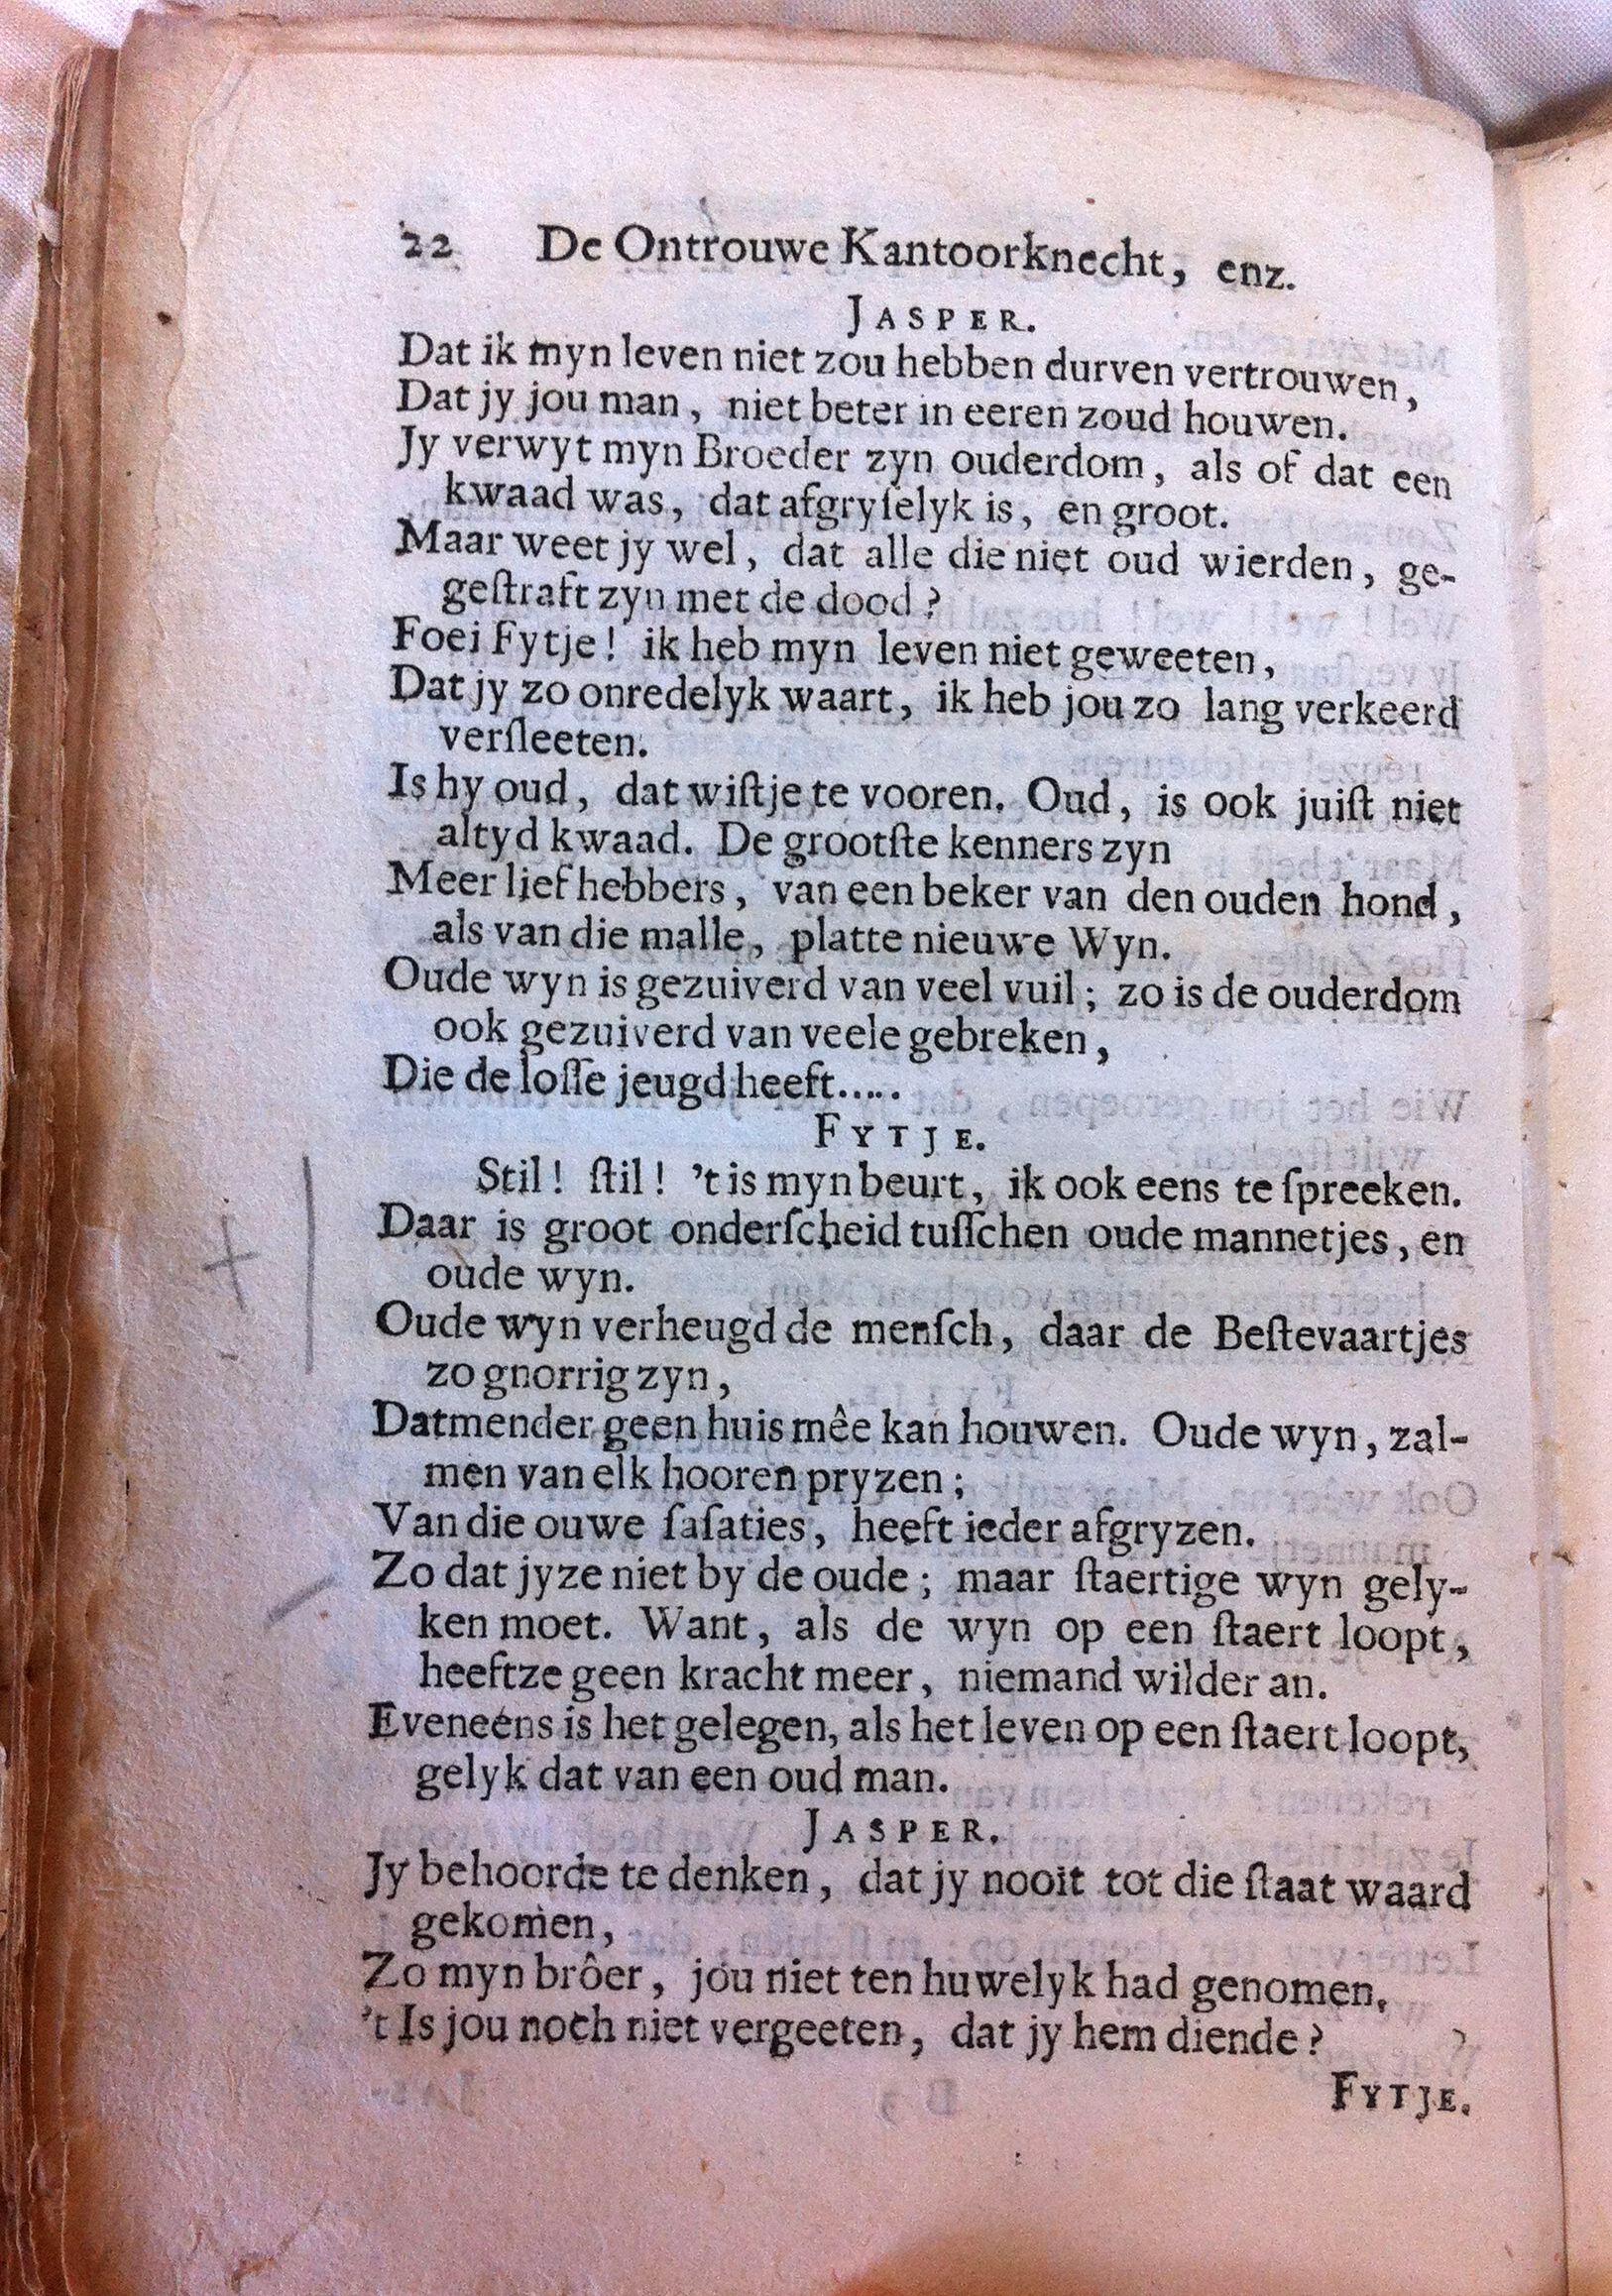 22 De Ontrouwe Kantoorknecht, enz.
JASPER.
Dat ik myn leven niet zou hebben durven vertrouwen,
Dat jy jou man, niet beter in eeren zoud houwen.
Jy verwyt myn Broeder zyn ouderdom, als of dat een
kwaad was, dat afgryſelyk is, en groot.
Maar weet jy wel, dat alle die niet oud wierden, ge-
geſtraft zyn met de dood?
Foei Fytje! ik heb myn leven niet geweeten,
Dat jy zo onredelyk waart, ik heb jou zo lang verkeerd
verſleeten.
Is hy oud, dat wiſtje te vooren. Oud, is ook juiſt niet
altyd kwaad. De grootſte kenners zyn
Meer liefhebbers, van een beker van den ouden hond,
als van die malle, platte nieuwe Wyn.
Oude wyn is gezuiverd van veel vuil; zo is de ouderdom
ook gezuiverd van veele gebreken,
Die de loſſe jeugd heeft.....
FYTJE.
Stil! ſtil! 't is myn beurt, ik ook eens te ſpreeken.
Daar is groot onderſcheid tuſſchen oude mannetjes, en
oude wyn.
Oude wyn verheugd de menſch, daar de Beſtevaartjes
zo gnorrig zyn,
Datmender geen huis mêe kan houwen. Oude wyn, zal-
men van elk hooren pryzen;
Van die ouwe ſaſaties, heeft ieder afgryzen.
Zo dat jyze niet by de oude; maar ſtaertige wyn gely-
ken moet. Want, als de wyn op een ſtaert loopt,
heeftze geen kracht meer, niemand wilder an.
Eveneens is het gelegen, als het leven op een ſtaert loopt,
gelyk dat van een oud man.
JASPER.
Jy behoorde te denken, dat jy nooit tot die ſtaat waard
gekomen,
Zo myn brôer, jou niet ten huwelyk had genomen,
't Is jou noch niet vergeeten, dat jy hem diende?
FYTJE.